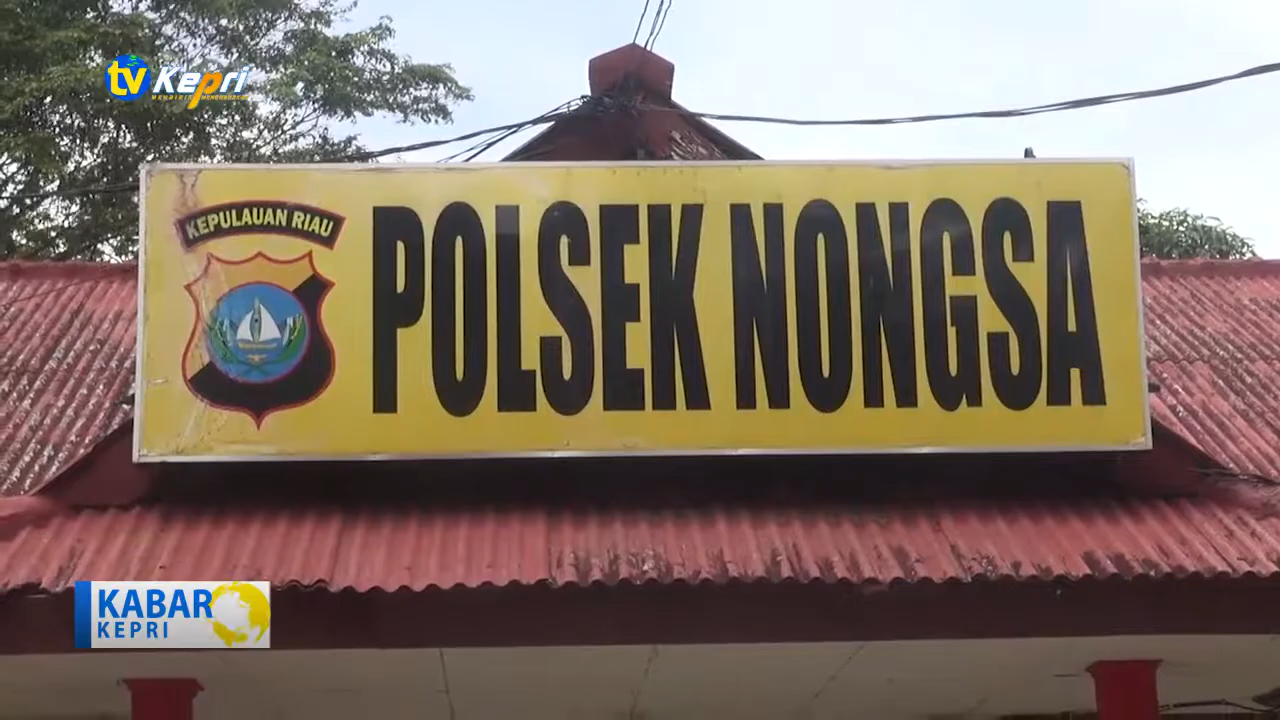 tv Kepri
KEPULAUAN RIAU
POLSEK NONGSA
KABAR
KEPRI